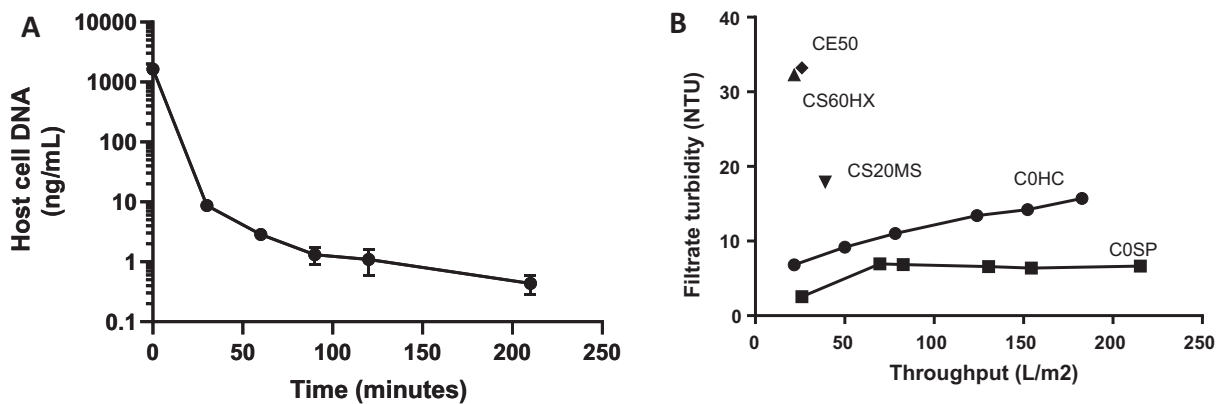 A
Host cell DNA
(ng/mL)
10000
1000
100
10
1
0.1
0 50 100 150 200 250
Time (minutes)
B
Filtrate turbidity (NTU)
40
30
20
10
0
CE50
CS60HX
CS20MS
C0HC
C0SP
0 50 100 150 200 250
Throughput (L/m2)